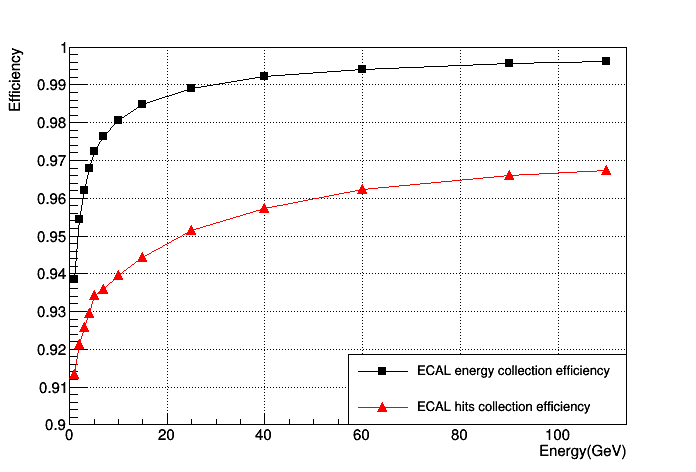 Efficiency
1
0.99
0.98
0.97
0.96
0.95
0.94
0.93
0.92
0.91
0.9
ECAL energy collection efficiency
ECAL hits collection efficiency
0 20 40 60 80 100
Energy(GeV)